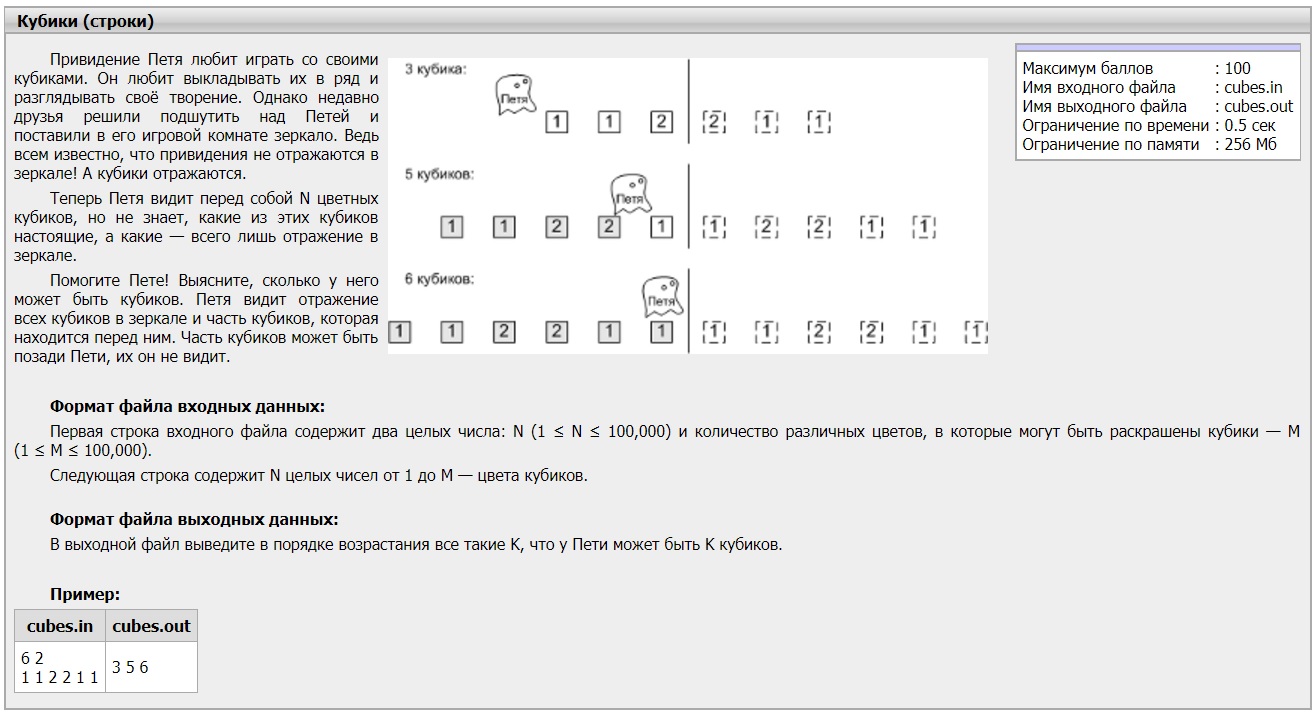 Кубики (строки)
Привидение Петя любит играть со своими
кубиками. Он любит выкладывать их в ряд и
разглядывать своё творение. Однако недавно
друзья решили подшутить над Петей и
поставили в его игровой комнате зеркало. Ведь
всем известно, что привидения не отражаются в
зеркале! А кубики отражаются.
Теперь Петя видит перед собой N цветных
кубиков, но не знает, какие из этих кубиков
настоящие, а какие — всего лишь отражение в
зеркале.
Помогите Пете! Выясните, сколько у него
может быть кубиков. Петя видит отражение
всех кубиков в зеркале и часть кубиков, которая
находится перед ним. Часть кубиков может быть
позади Пети, их он не видит.
3 кубика:
Петя
1 1 2 2 1 1
5 кубиков:
Петя
1 1 2 2 1 1 2 2 1 1
6 кубиков:
Петя
1 1 2 2 1 1 1 1 2 2 1 1
Максимум баллов : 100
Имя входного файла : cubes.in
Имя выходного файла : cubes.out
Ограничение по времени : 0.5 сек
Ограничение по памяти : 256 Мб
Формат файла входных данных:
Первая строка входного файла содержит два целых числа: N (1 ≤ N ≤ 100,000) и количество различных цветов, в которые могут быть раскрашены кубики — M
(1 ≤ M ≤ 100,000).
Следующая строка содержит N целых чисел от 1 до M — цвета кубиков.
Формат файла выходных данных:
В выходной файл выведите в порядке возрастания все такие K, что у Пети может быть K кубиков.
Пример:
cubes.in cubes.out
6 2
1 1 2 2 1 1
3 5 6